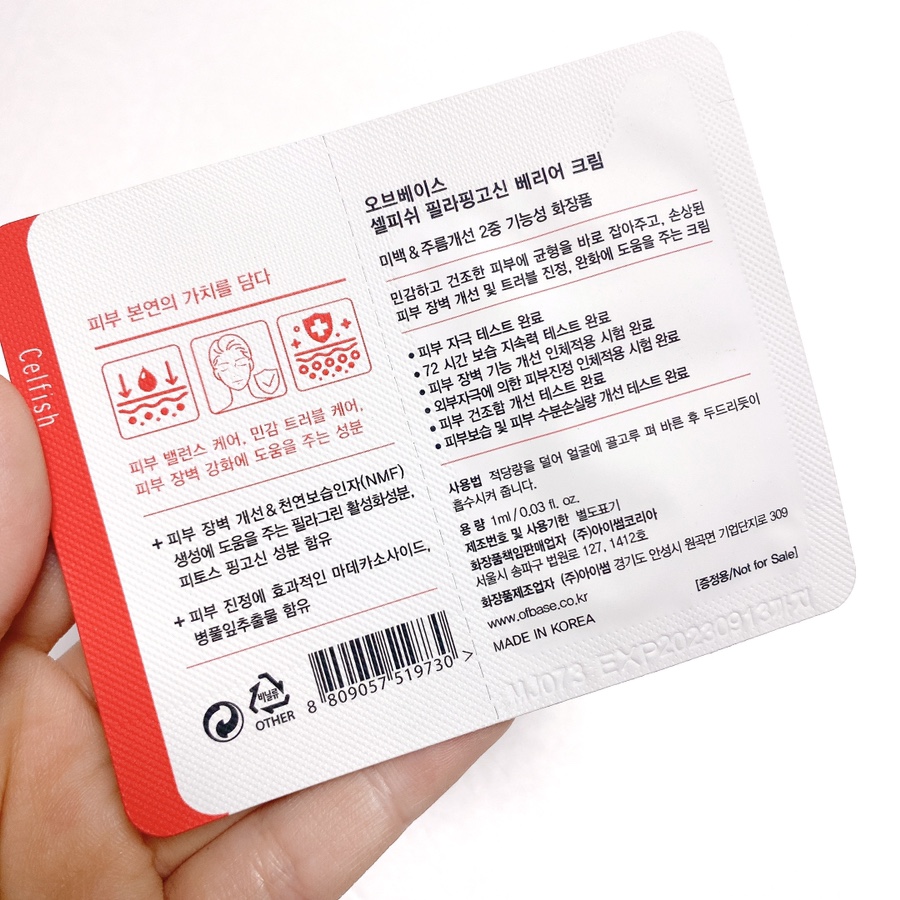 Celfish
피부 본연의 가치를 담다
피부 밸런스 케어, 민감 트러블 케어,
피부 장벽 강화에 도움을 주는 성분
+ 피부 장벽 개선&천연보습인자(NMF)
생성에 도움을 주는 필라그린 활성화성분,
피토스 핑고신 성분 함유
+ 피부 진정에 효과적인 마데카소사이드,
병풀잎추출물 함유
비닐류
OTHER
8 809057 519730 >
오브베이스
셀피쉬 필라핑고신 베리어 크림
미백&주름개선 2중 기능성 화장품
민감하고 건조한 피부에 균형을 바로 잡아주고, 손상된
피부 장벽 개선 및 트러블 진정, 완화에 도움을 주는 크림
• 피부 자극 테스트 완료
• 72 시간 보습 지속력 테스트 완료
• 피부 장벽 기능 개선 인체적용 시험 완료
• 외부자극에 의한 피부진정 인체적용 시험 완료
• 피부 건조함 개선 테스트 완료
• 피부보습 및 피부 수분손실량 개선 테스트 완료
사용법 적당량을 덜어 얼굴에 골고루 펴 바른 후 두드리듯이
흡수시켜 줍니다.
용 량 1ml/0.03 fl. oz.
제조번호 및 사용기한 별도표기
화장품책임판매업자 (주)아이썸코리아
서울시 송파구 법원로 127, 1412호
화장품제조업자 (주)아이썸 경기도 안성시 원곡면 기업단지로 309
www.ofbase.co.kr
[증정용/Not for Sale]
MADE IN KOREA
MJ073 EXP20230913까지